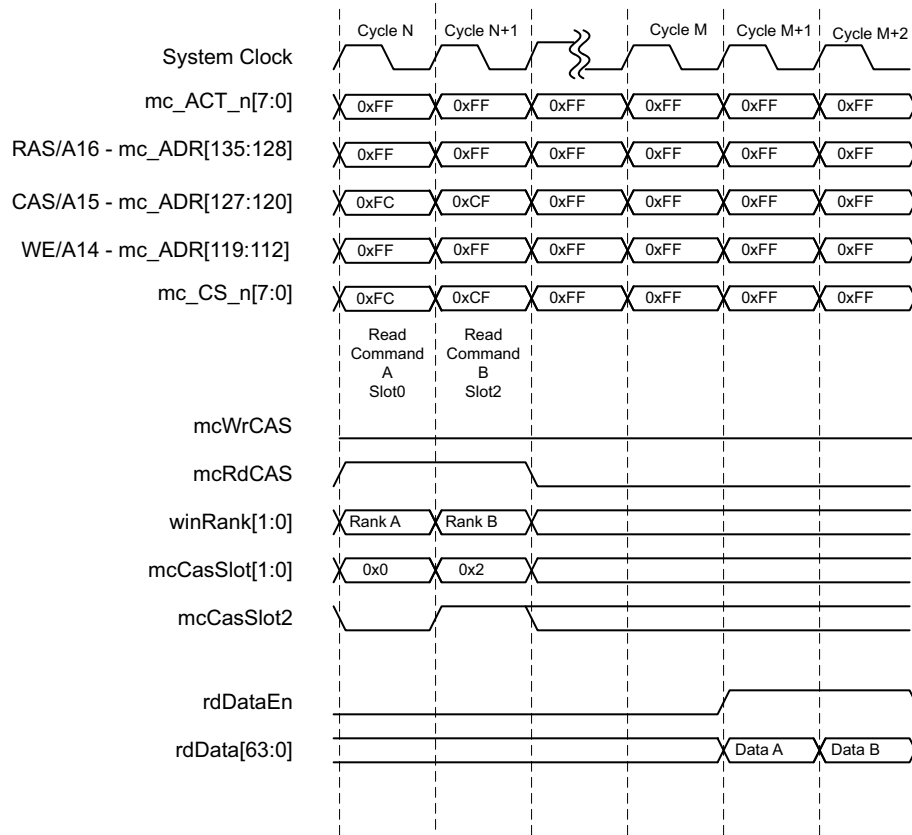 Cycle N Cycle N+1 Cycle M Cycle M+1 Cycle M+2
System Clock
mc_ACT_n[7:0] 0xFF 0xFF 0xFF 0xFF 0xFF 0xFF
RAS/A16 - mc_ADR[135:128] 0xFF 0xFF 0xFF 0xFF 0xFF 0xFF
CAS/A15 - mc_ADR[127:120] 0xFC 0xCF 0xFF 0xFF 0xFF 0xFF
WE/A14 - mc_ADR[119:112] 0xFF 0xFF 0xFF 0xFF 0xFF 0xFF
mc_CS_n[7:0] 0xFC 0xCF 0xFF 0xFF 0xFF 0xFF
Read Read
Command Command
A B
Slot0 Slot2
mcWrCAS
mcRdCAS
winRank[1:0] Rank A Rank B
mcCasSlot[1:0] 0x0 0x2
mcCasSlot2
rdDataEn
rdData[63:0] Data A Data B